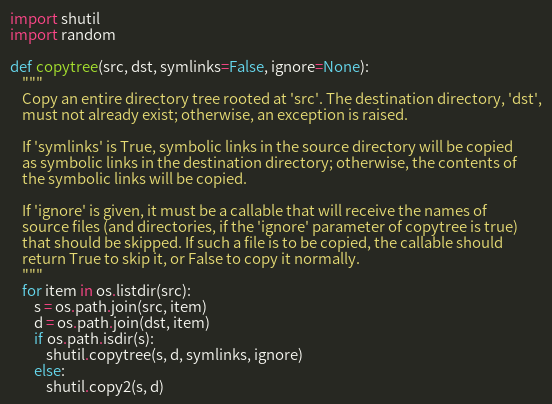 import shutil
import random

def copytree(src, dst, symlinks=False, ignore=None):
    """
    Copy an entire directory tree rooted at 'src'. The destination directory, 'dst',
    must not already exist; otherwise, an exception is raised.

    If 'symlinks' is True, symbolic links in the source directory will be copied
    as symbolic links in the destination directory; otherwise, the contents of
    the symbolic links will be copied.

    If 'ignore' is given, it must be a callable that will receive the names of
    source files (and directories, if the 'ignore' parameter of copytree is true)
    that should be skipped. If such a file is to be copied, the callable should
    return True to skip it, or False to copy it normally.
    """
    for item in os.listdir(src):
        s = os.path.join(src, item)
        d = os.path.join(dst, item)
        if os.path.isdir(s):
            shutil.copytree(s, d, symlinks, ignore)
        else:
            shutil.copy2(s, d)